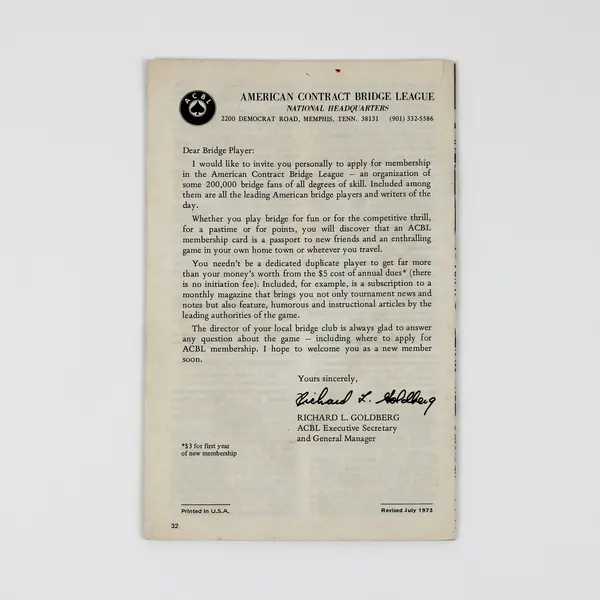 ACBL
AMERICAN CONTRACT BRIDGE LEAGUE
NATIONAL HEADQUARTERS
2200 DEMOCRAT ROAD, MEMPHIS, TENN. 38131 (901) 332-5586
Dear Bridge Player:
I would like to invite you personally to apply for membership
in the American Contract Bridge League – an organization of
some 200,000 bridge fans of all degrees of skill. Included among
them are all the leading American bridge players and writers of the
day.
Whether you play bridge for fun or for the competitive thrill,
for a pastime or for points, you will discover that an ACBL
membership card is a passport to new friends and an enthralling
game in your own home town or wherever you travel.
You needn't be a dedicated duplicate player to get far more
than your money's worth from the $5 cost of annual dues* (there
is no initiation fee). Included, for example, is a subscription to a
monthly magazine that brings you not only tournament news and
notes but also feature, humorous and instructional articles by the
leading authorities of the game.
The director of your local bridge club is always glad to answer
any question about the game – including where to apply for
ACBL membership. I hope to welcome you as a new member
soon.
Yours sincerely,
Richard L. Goldberg
RICHARD L. GOLDBERG
ACBL Executive Secretary
and General Manager
*$3 for first year
of new membership
Printed In U.S.A.
Revised July 1973
32